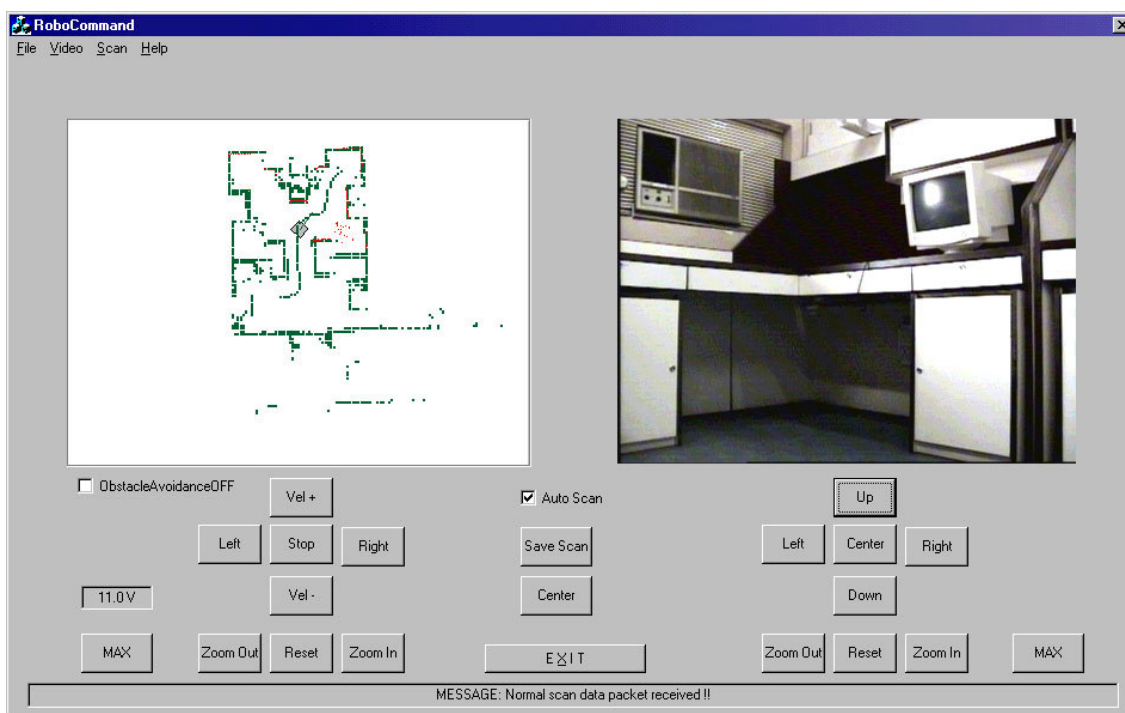 RoboCommand
File Video Scan Help
ObstacleAvoidanceOFF
Vel +
Auto Scan
Up
Left Stop Right
Save Scan
Left Center Right
11.0 V
Vel -
Center
Down
MAX
Zoom Out Reset Zoom In
EXIT
Zoom Out Reset Zoom In
MAX
MESSAGE: Normal scan data packet received !!